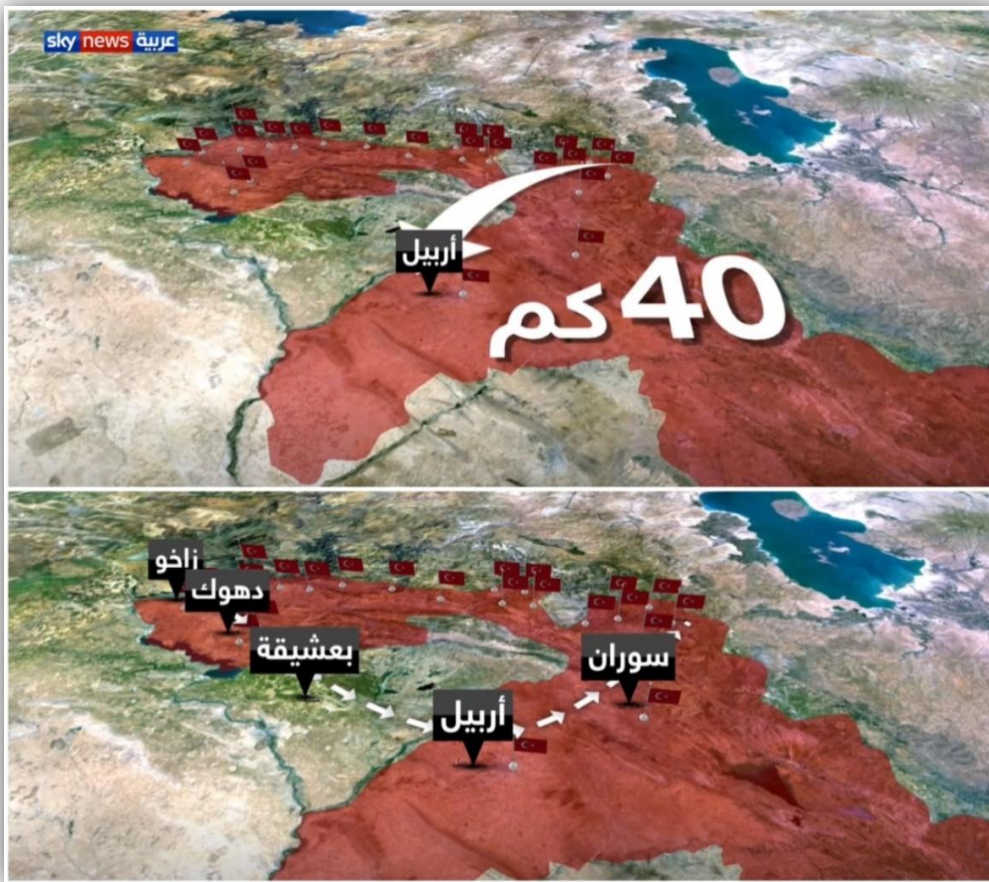 sky news عربية
أربيل
40 كم
زاخو
دهوك
بعشيقة
سوران
أربيل